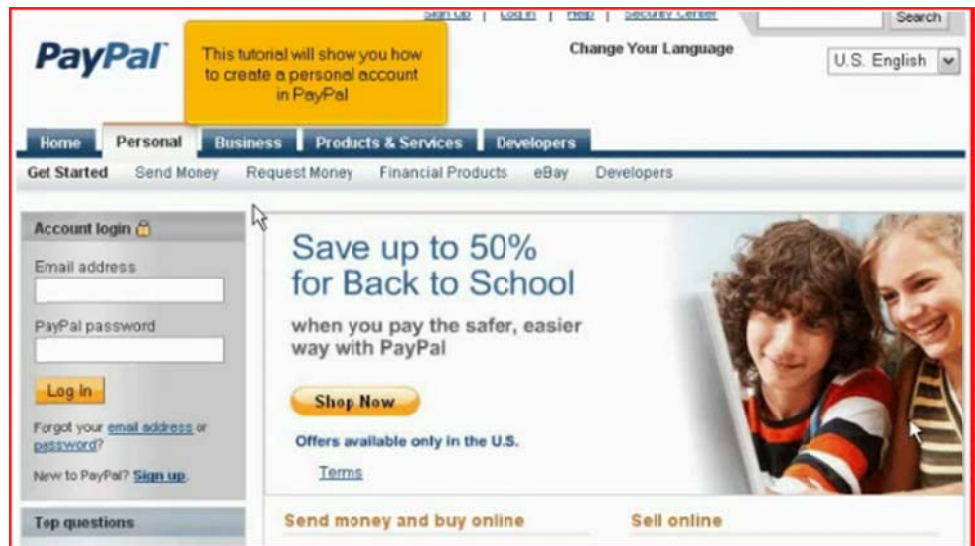 Sign Up | Log In | Help | Security Center
Search
PayPal
This tutorial will show you how
to create a personal account
in PayPal
Change Your Language
U.S. English
Home Personal Business Products & Services Developers
Get Started Send Money Request Money Financial Products eBay Developers
Account login
Email address
PayPal password
Log In
Forgot your email address or
password?
New to PayPal? Sign up.
Top questions
Save up to 50%
for Back to School
when you pay the safer, easier
way with PayPal
Shop Now
Offers available only in the U.S.
Terms
Send money and buy online
Sell online